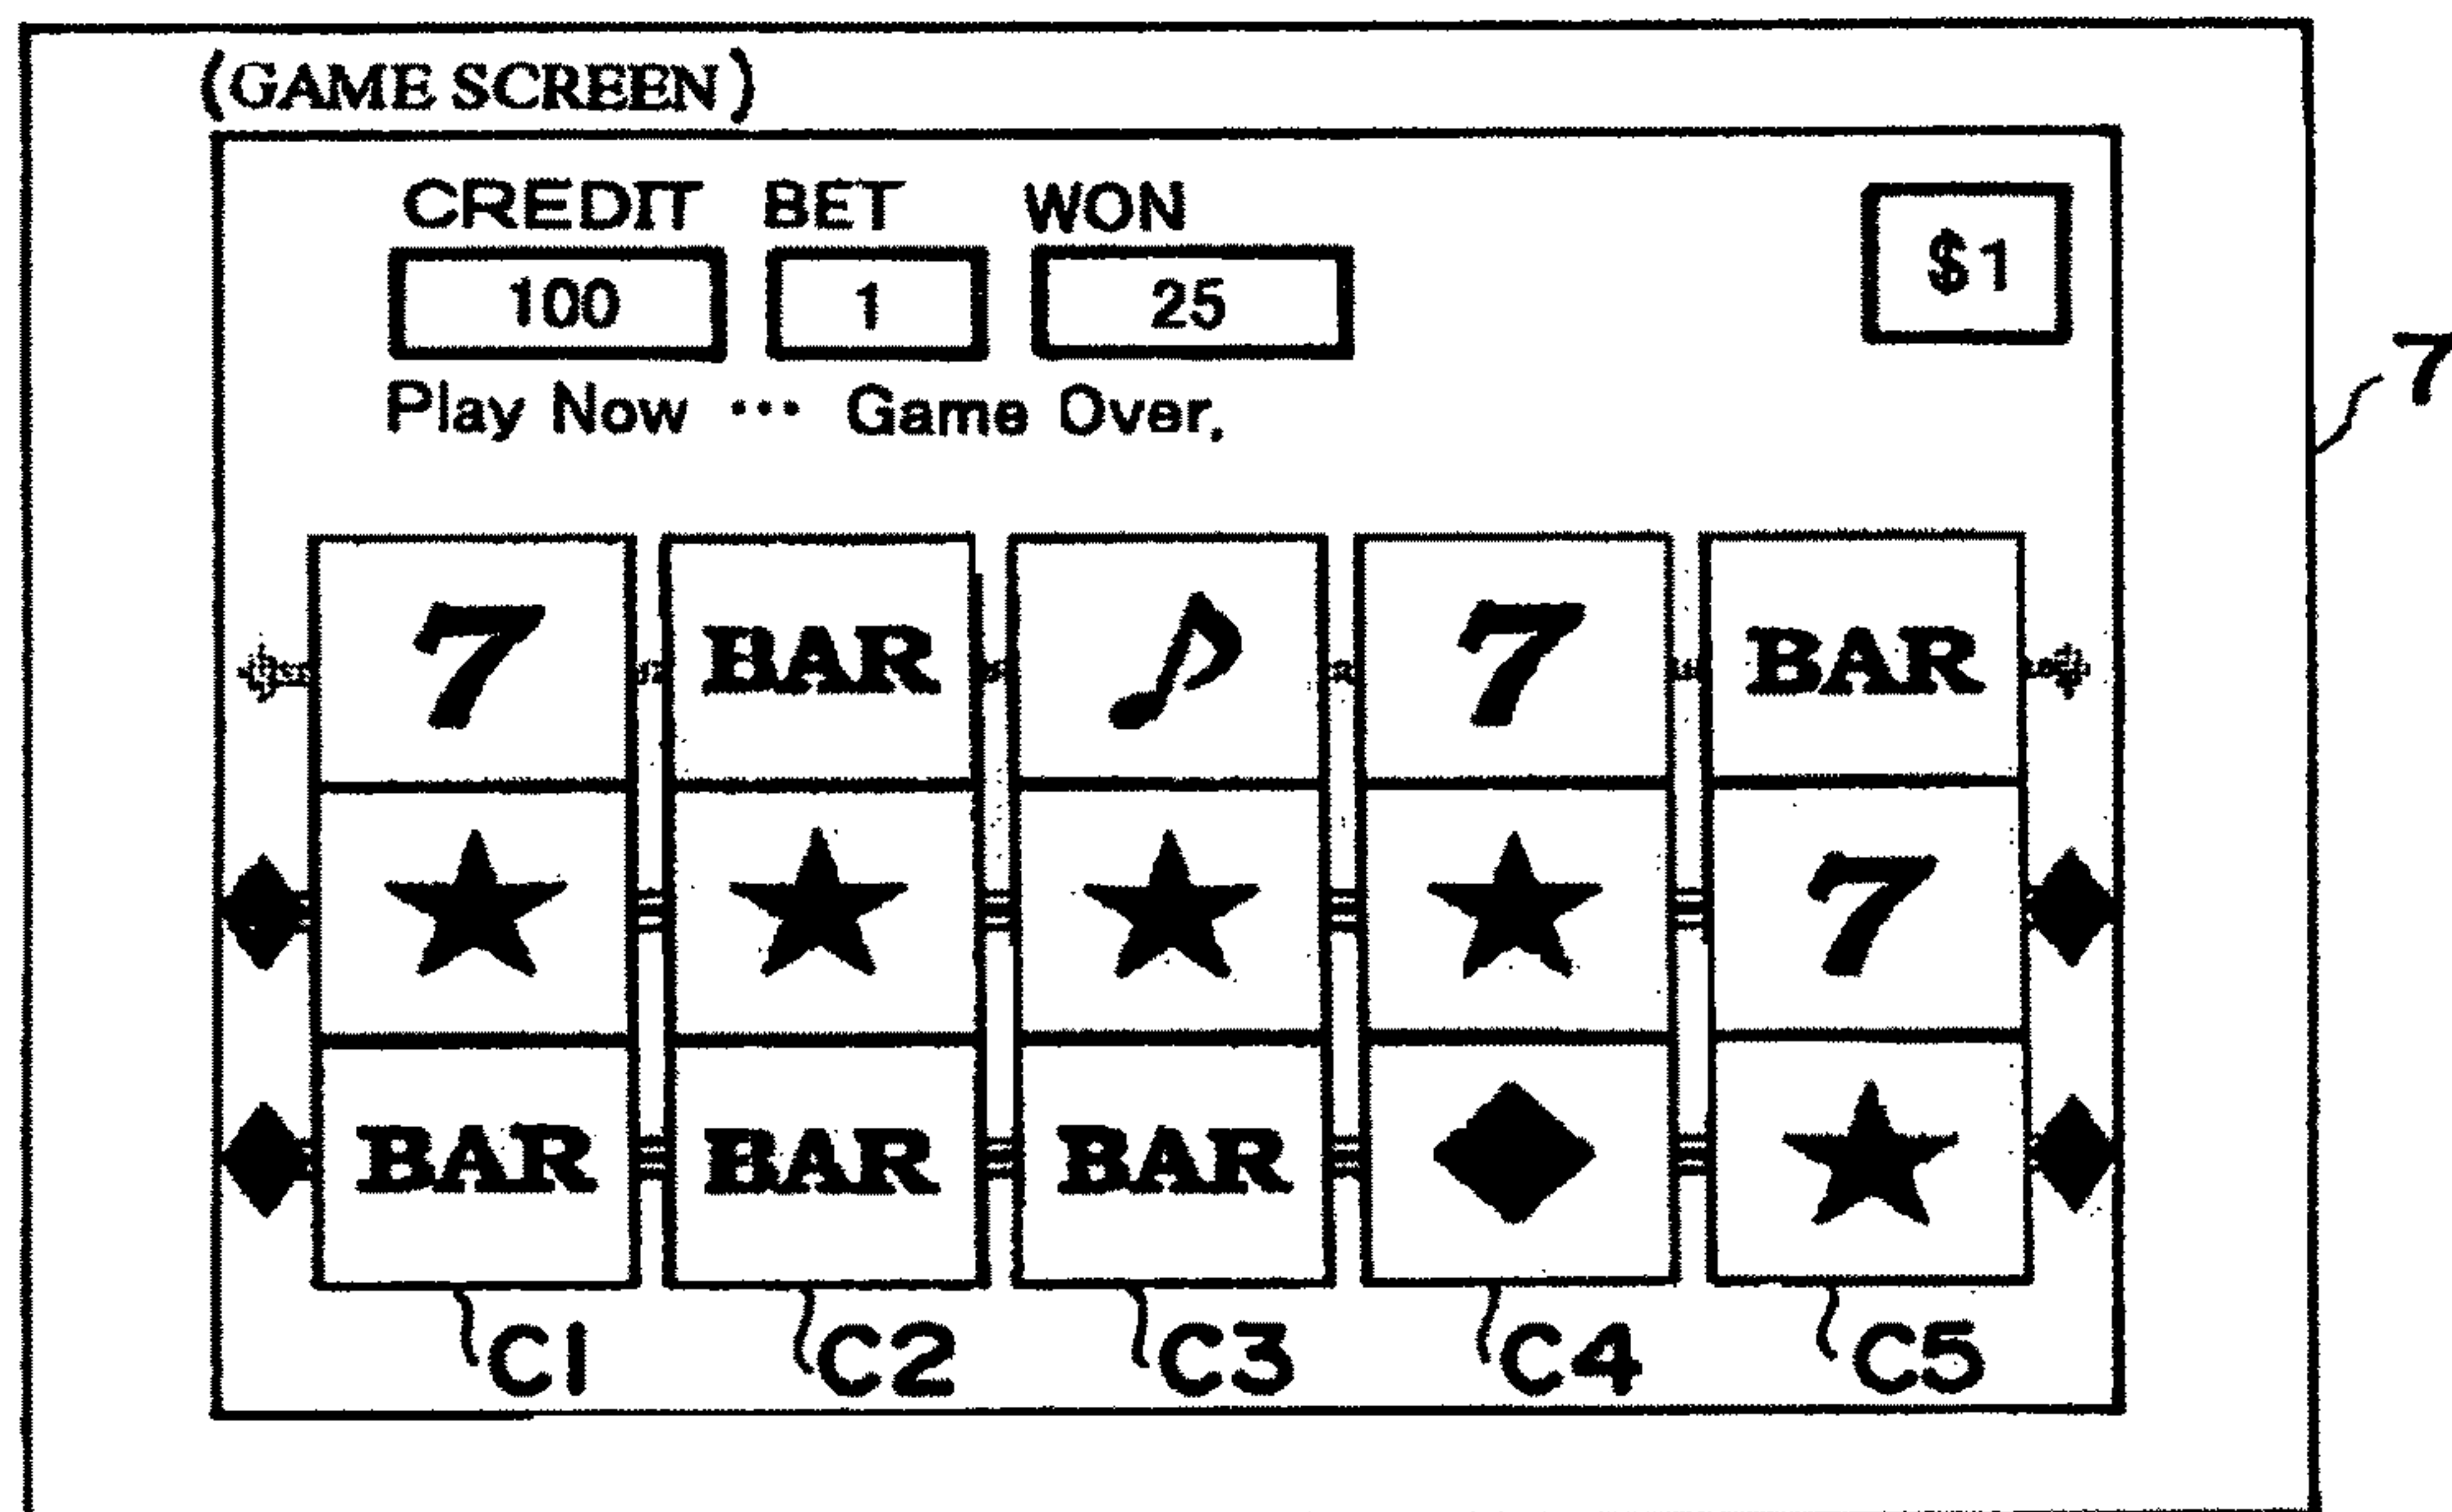 (GAME SCREEN)
CREDIT BET WON
100 1 25 $1
Play Now ··· Game Over.
7
7 BAR 7 BAR
7
BAR BAR BAR
C1 C2 C3 C4 C5